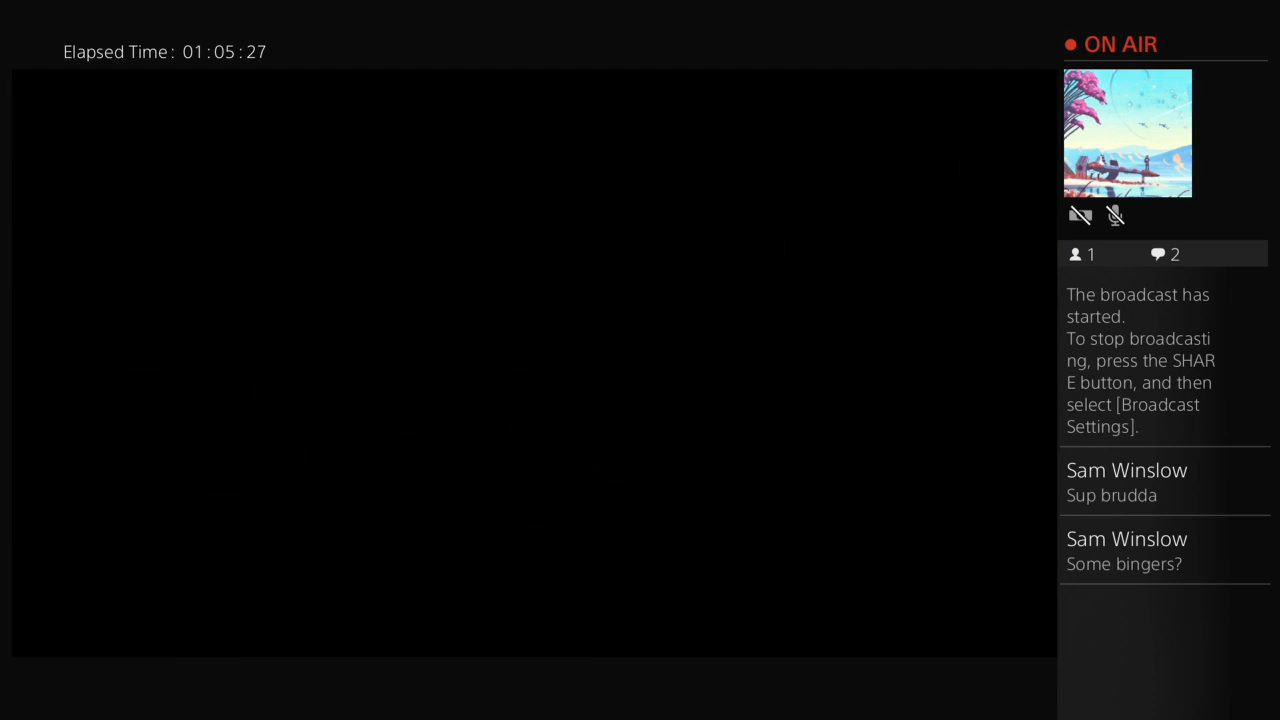 Elapsed Time: 01:05:27
ON AIR
1
2
The broadcast has
started.
To stop broadcasti
ng, press the SHAR
E button, and then
select [Broadcast
Settings].
Sam Winslow
Sup brudda
Sam Winslow
Some bingers?